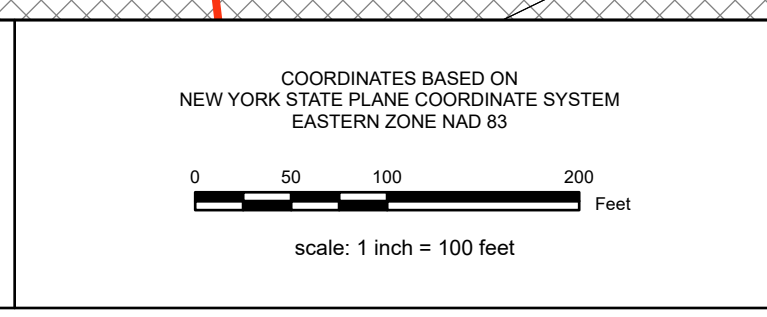 COORDINATES BASED ON
NEW YORK STATE PLANE COORDINATE SYSTEM
EASTERN ZONE NAD 83
0 50 100 200
Feet
scale: 1 inch = 100 feet